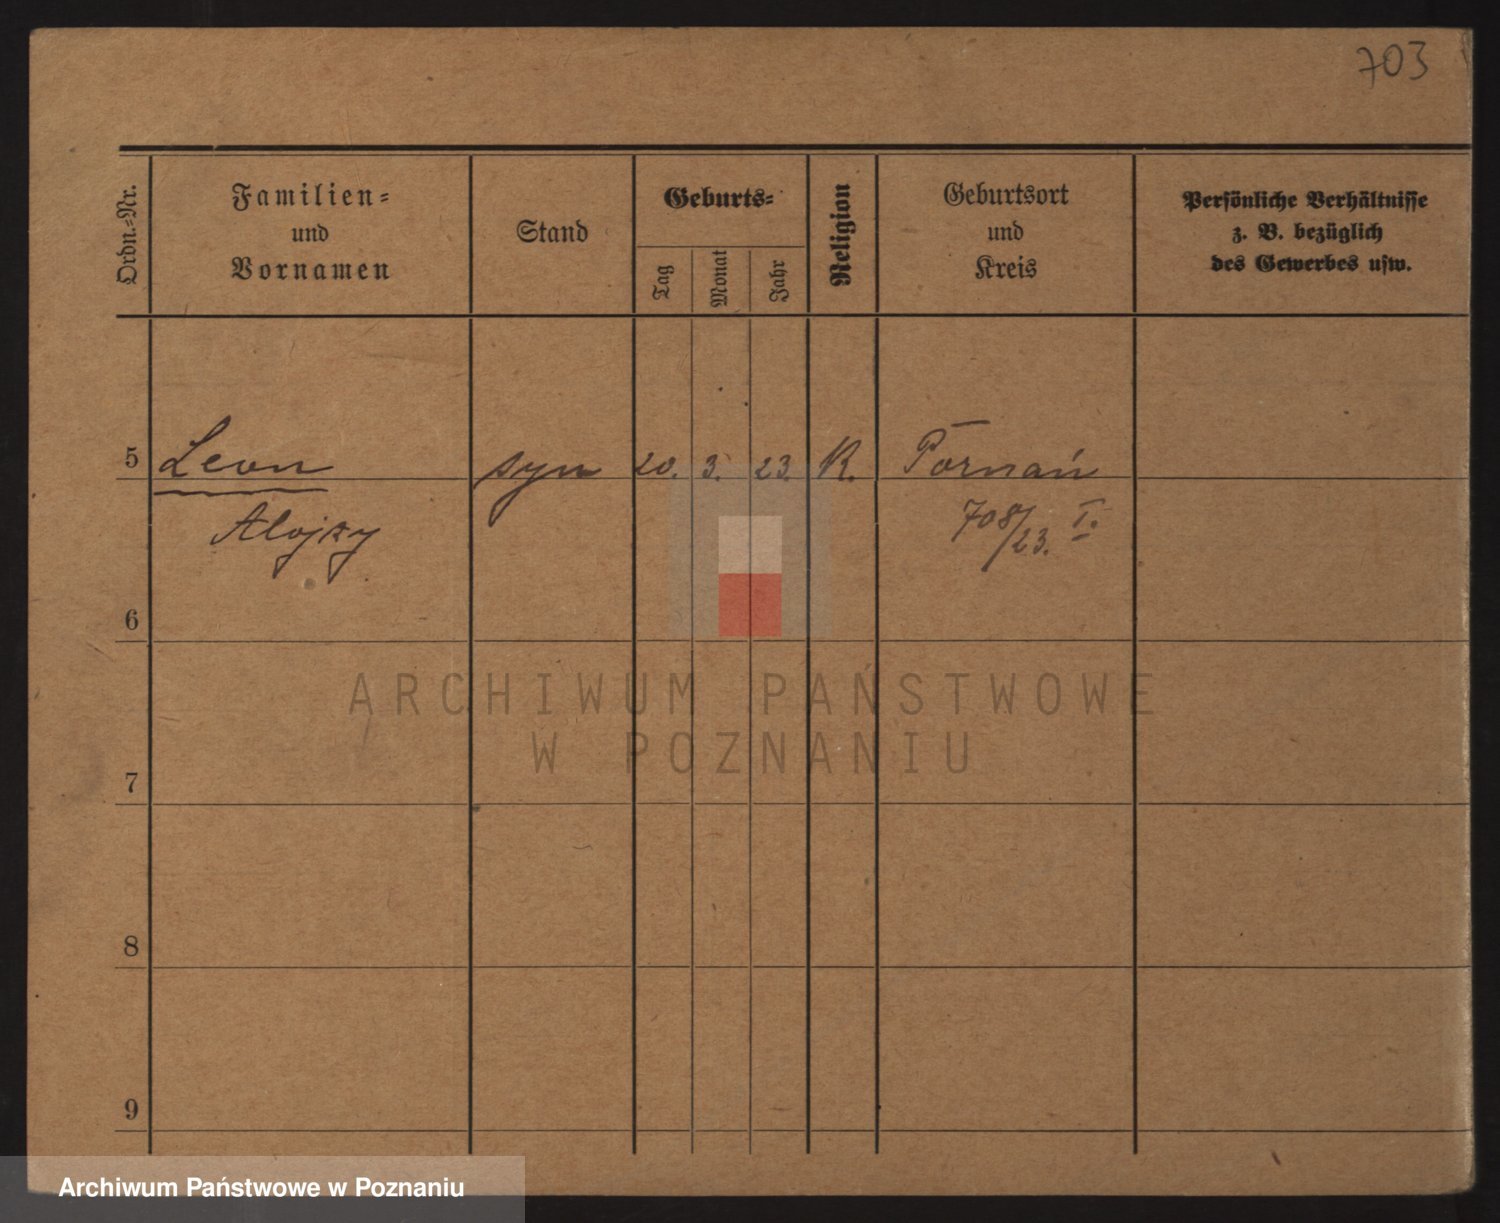 703
Ordn.-Nr.
Familien-
und
Vornamen
Stand
Geburts-
Tag
Monat
Jahr
Religion
Geburtsort
und
Kreis
Persönliche Verhältnisse
z. B. bezüglich
des Gewerbes usw.
5 Leon syn 20. 3. 23. K. Poznań
Alojzy 708/23. I.
6
7
8
9
ARCHIWUM PAŃSTWOWE
W POZNANIU
Archiwum Państwowe w Poznaniu